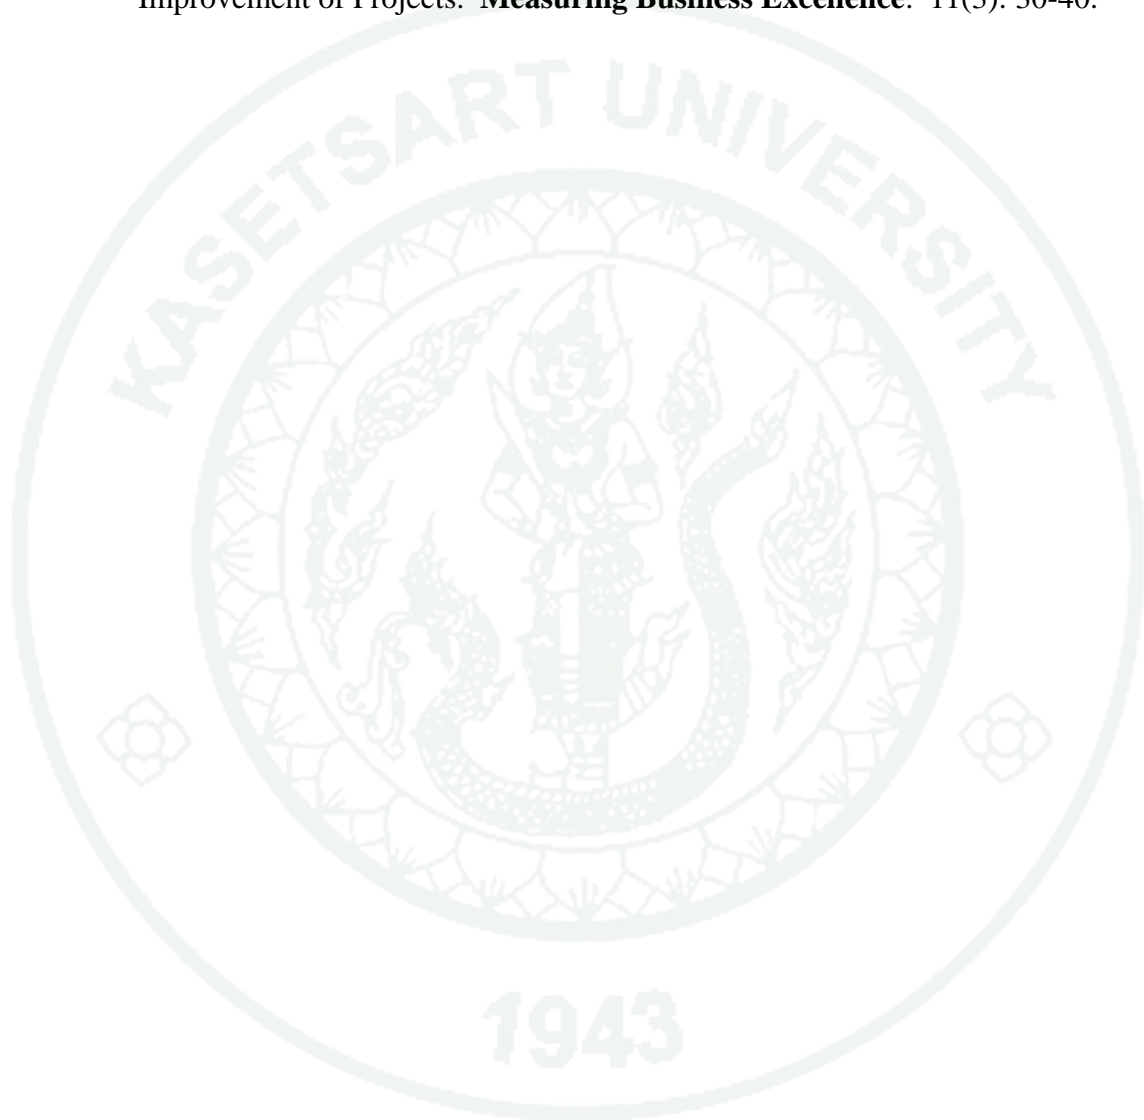 Improvement of Projects. Measuring Business Excellence. 11(3): 30-40.
KASETSART UNIVERSITY
1943